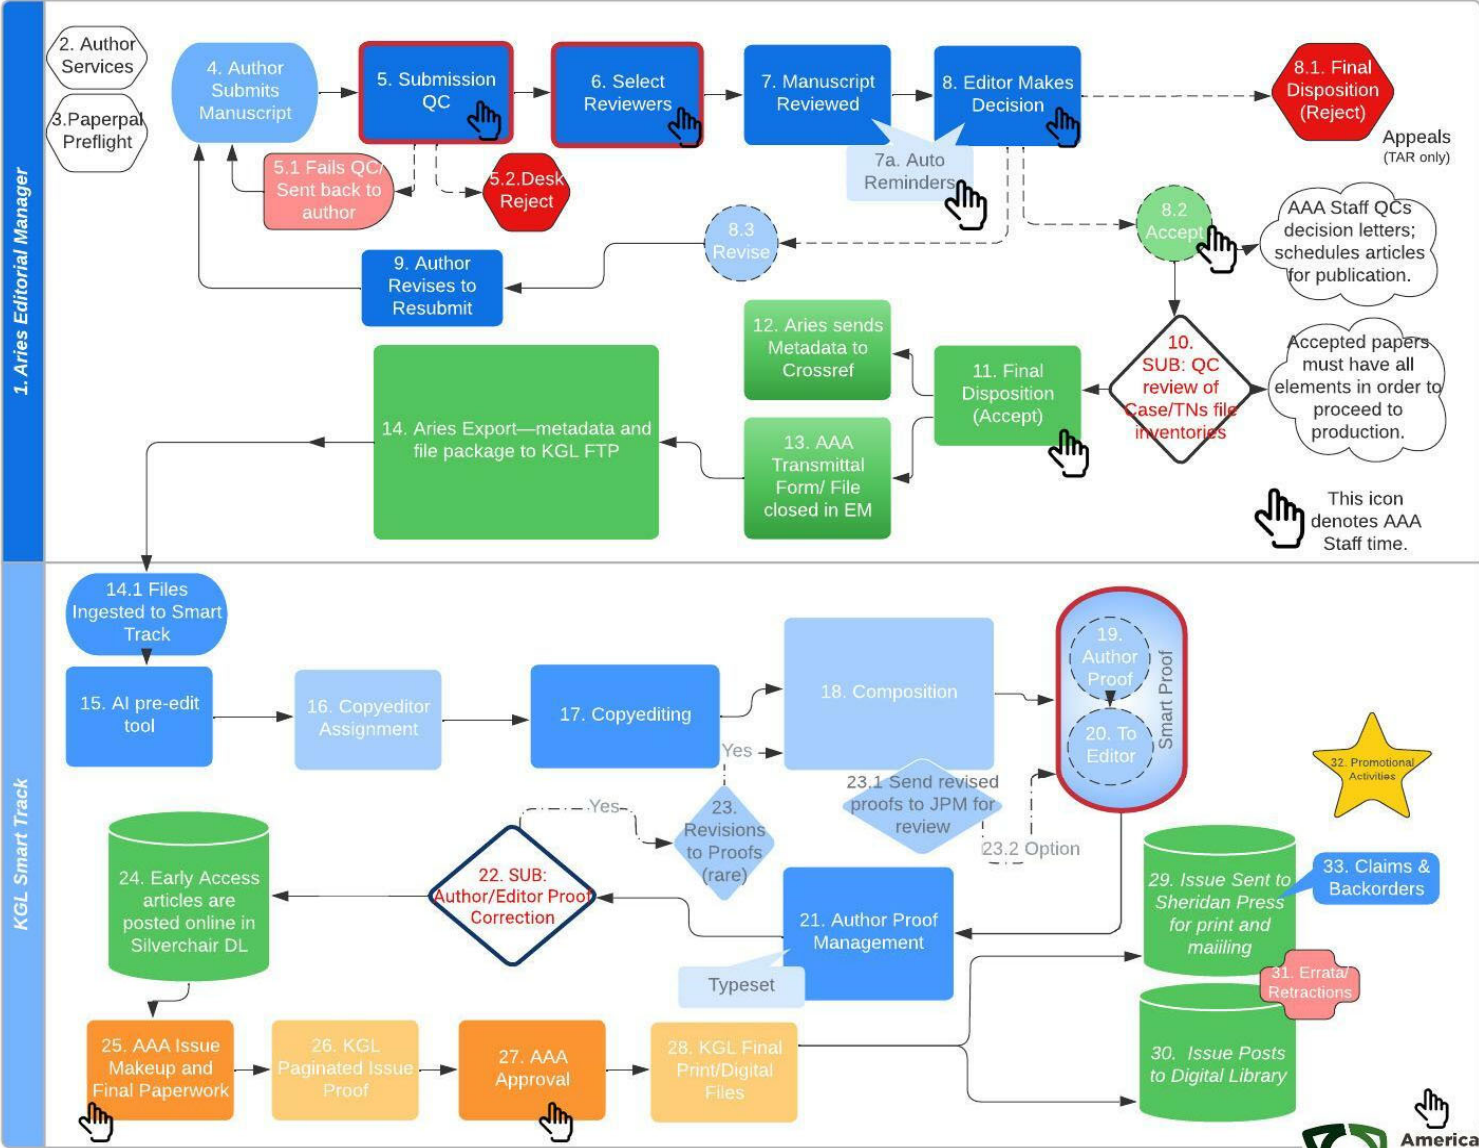 1. Aries Editorial Manager
2. Author
Services
3.Paperpal
Preflight
4. Author
Submits
Manuscript
5. Submission
QC
6. Select
Reviewers
7. Manuscript
Reviewed
8. Editor Makes
Decision
8.1. Final
Disposition
(Reject)
Appeals
(TAR only)
5.1 Fails QC/
Sent back to
author
5.2.Desk
Reject
7a. Auto
Reminders
8.3
Revise
8.2
Accept
AAA Staff QCs
decision letters;
schedules articles
for publication.
9. Author
Revises to
Resubmit
10.
SUB: QC
review of
Case/TNs file
inventories
Accepted papers
must have all
elements in order to
proceed to
production.
11. Final
Disposition
(Accept)
12. Aries sends
Metadata to
Crossref
13. AAA
Transmittal
Form/ File
closed in EM
14. Aries Export—metadata and
file package to KGL FTP
This icon
denotes AAA
Staff time.
KGL Smart Track
14.1 Files
Ingested to Smart
Track
15. AI pre-edit
tool
16. Copyeditor
Assignment
17. Copyediting
18. Composition
19.
Author
Proof
20. To
Editor
Smart Proof
Yes
23.1 Send revised
proofs to JPM for
review
23.2 Option
32. Promotional
Activities
Yes
23.
Revisions
to Proofs
(rare)
22. SUB:
Author/Editor Proof
Correction
24. Early Access
articles are
posted online in
Silverchair DL
21. Author Proof
Management
Typeset
29. Issue Sent to
Sheridan Press
for print and
maiiling
33. Claims &
Backorders
31. Errata/
Retractions
30. Issue Posts
to Digital Library
25. AAA Issue
Makeup and
Final Paperwork
26. KGL
Paginated Issue
Proof
27. AAA
Approval
28. KGL Final
Print/Digital
Files
America